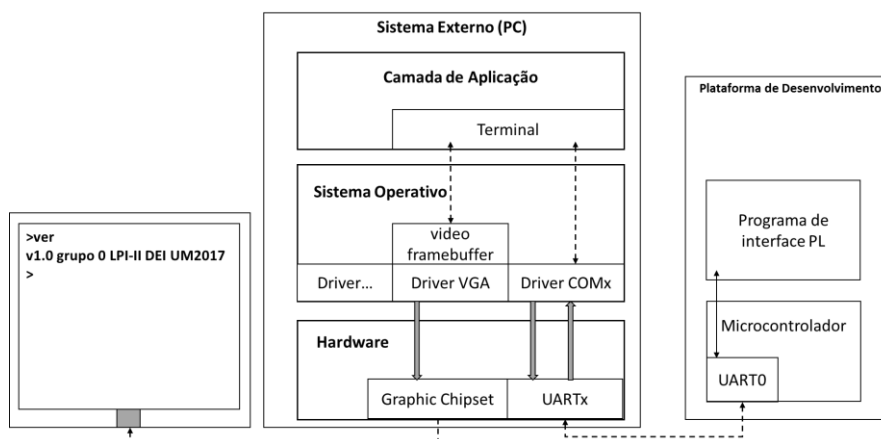 Sistema Externo (PC)
Camada de Aplicação
Terminal
Sistema Operativo
video
framebuffer
Driver...
Driver VGA
Driver COMx
Hardware
Graphic Chipset
UARTx
>ver
v1.0 grupo 0 LPI-II DEI UM2017
>
Plataforma de Desenvolvimento
Programa de
interface PL
Microcontrolador
UART0